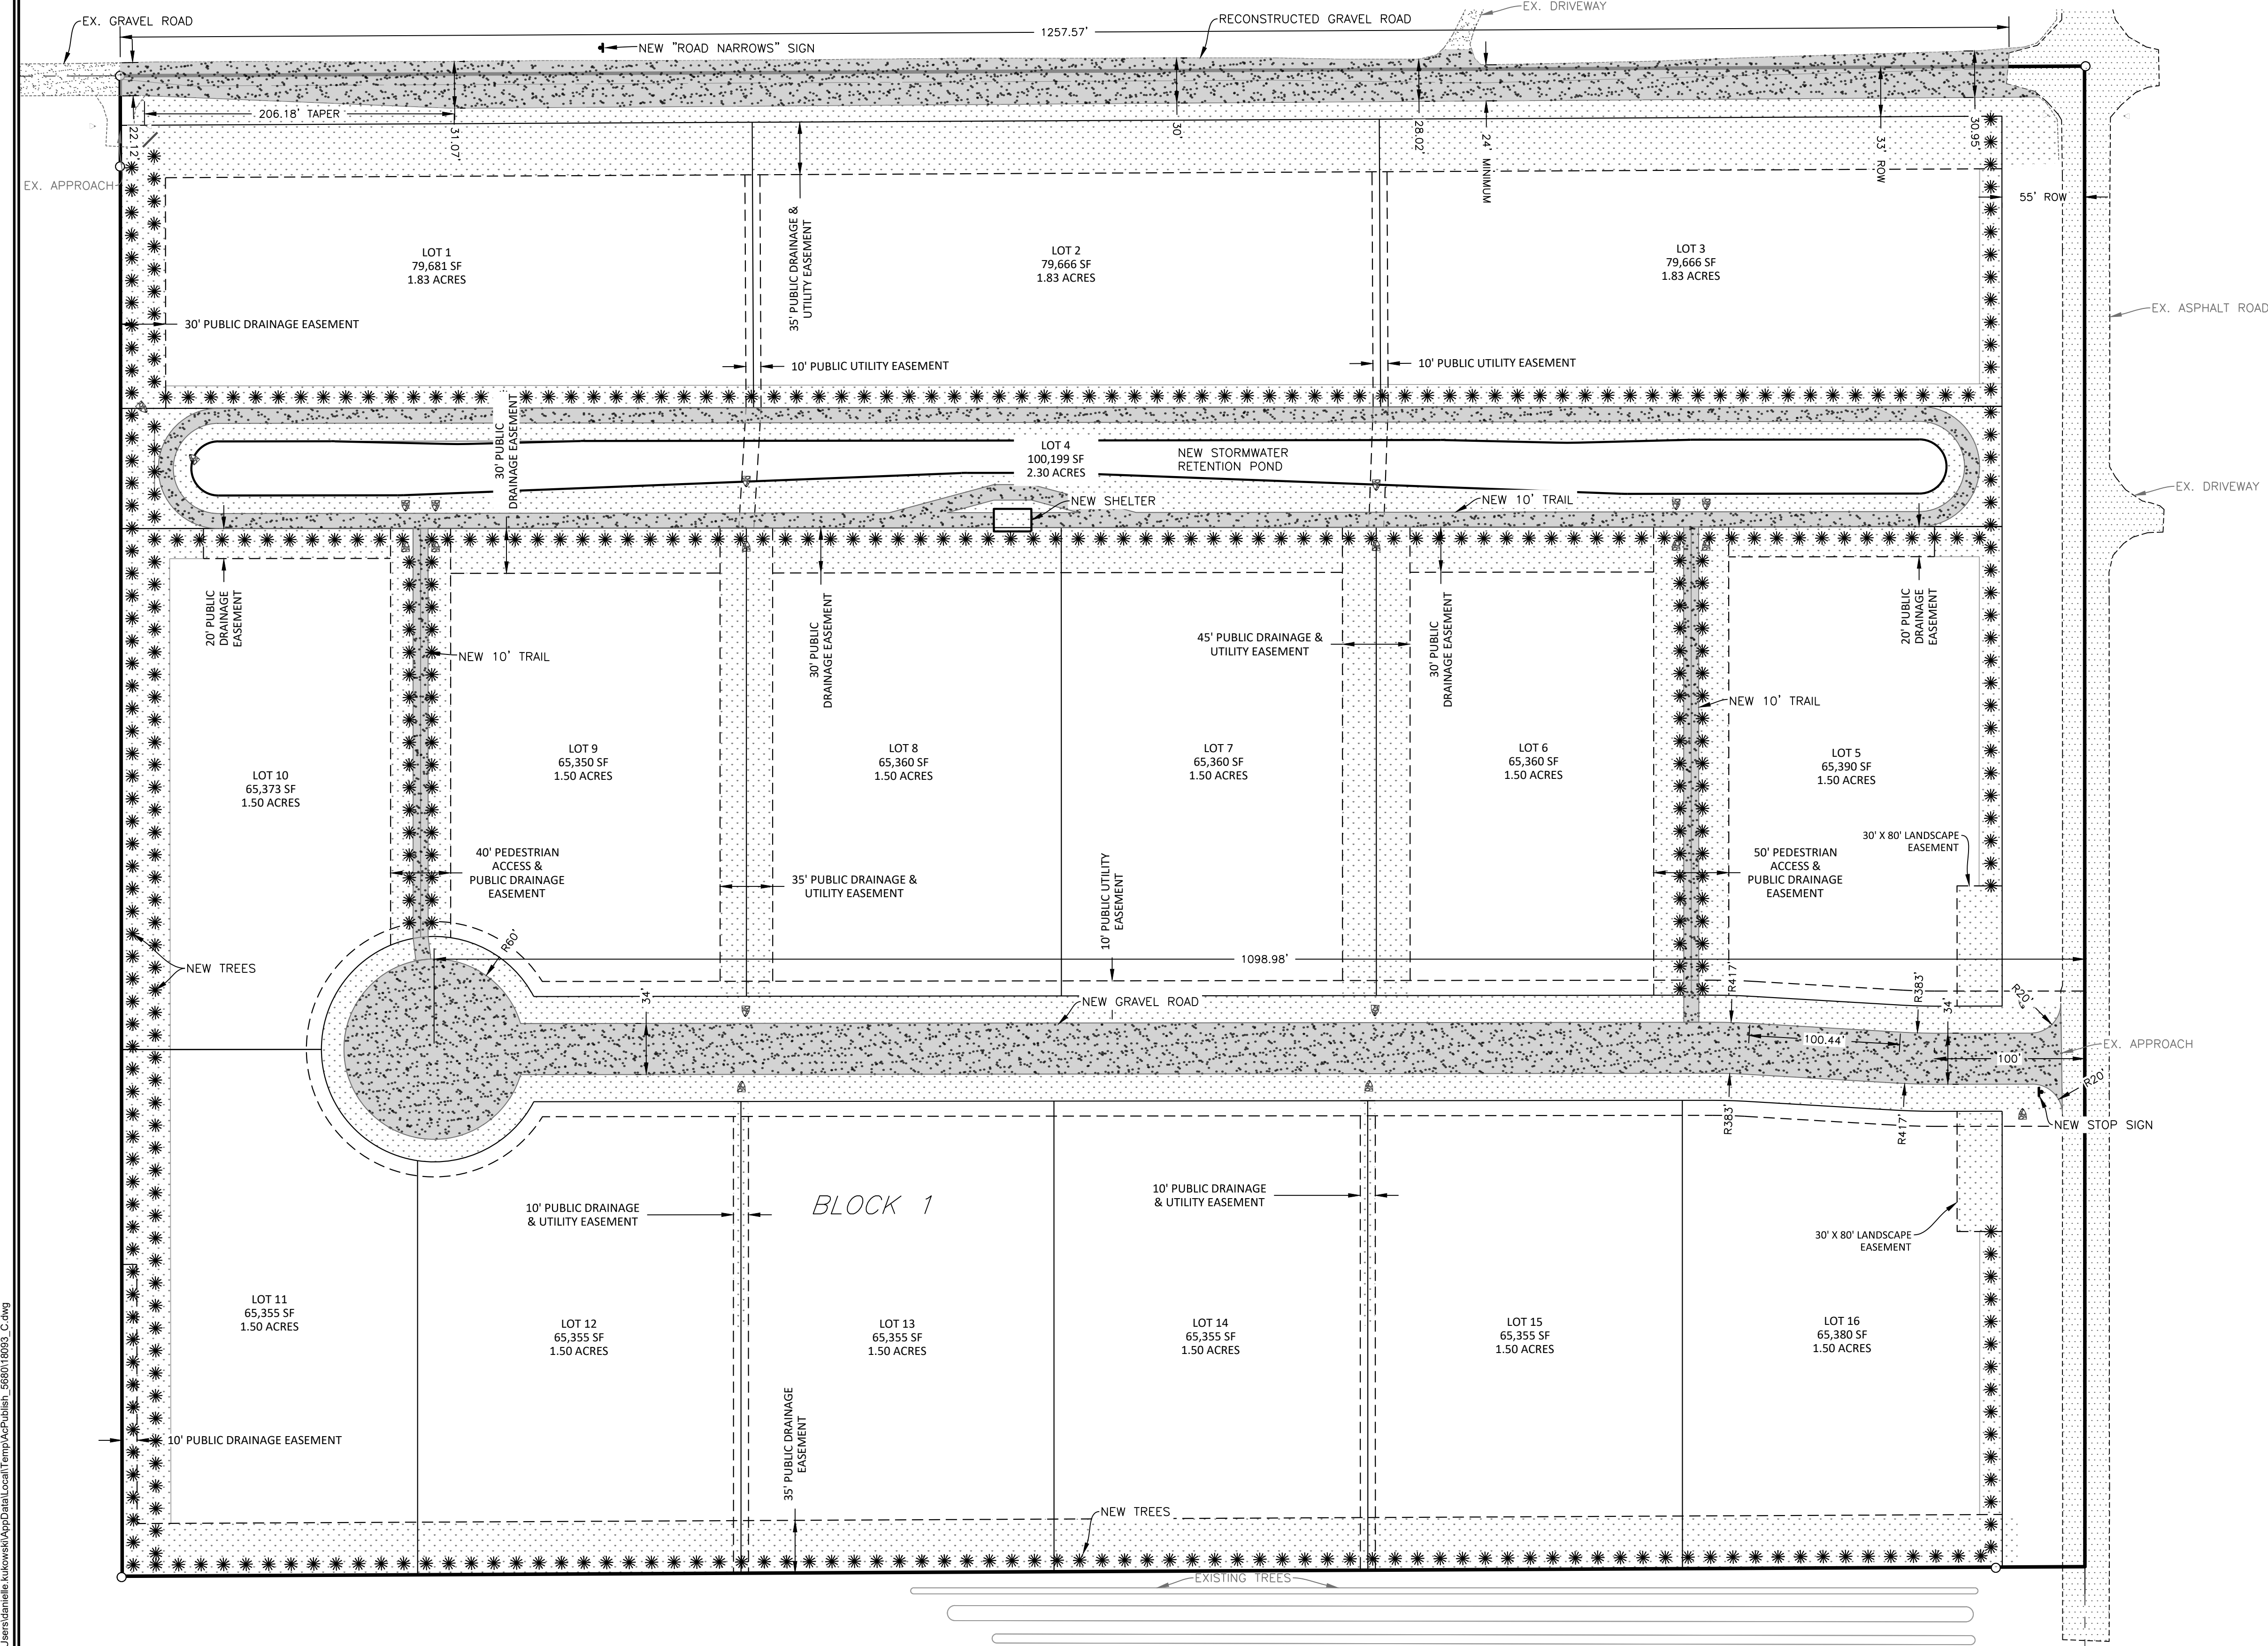 EX. GRAVEL ROAD
1257.57'
RECONSTRUCTED GRAVEL ROAD
EX. DRIVEWAY
NEW "ROAD NARROWS" SIGN
206.18' TAPER
22.12'
31.07'
30'
28.02'
24' MINIMUM
33' ROW
30.95'
EX. APPROACH
55' ROW
35' PUBLIC DRAINAGE &
UTILITY EASEMENT
LOT 1
79,681 SF
1.83 ACRES
LOT 2
79,666 SF
1.83 ACRES
LOT 3
79,666 SF
1.83 ACRES
EX. ASPHALT ROAD
30' PUBLIC DRAINAGE EASEMENT
10' PUBLIC UTILITY EASEMENT
10' PUBLIC UTILITY EASEMENT
30' PUBLIC
DRAINAGE EASEMENT
LOT 4
100,199 SF
2.30 ACRES
NEW STORMWATER
RETENTION POND
NEW SHELTER
NEW 10' TRAIL
EX. DRIVEWAY
20' PUBLIC
DRAINAGE
EASEMENT
NEW 10' TRAIL
30' PUBLIC
DRAINAGE EASEMENT
45' PUBLIC DRAINAGE &
UTILITY EASEMENT
30' PUBLIC
DRAINAGE EASEMENT
20' PUBLIC
DRAINAGE
EASEMENT
NEW 10' TRAIL
LOT 10
65,373 SF
1.50 ACRES
LOT 9
65,350 SF
1.50 ACRES
LOT 8
65,360 SF
1.50 ACRES
LOT 7
65,360 SF
1.50 ACRES
LOT 6
65,360 SF
1.50 ACRES
LOT 5
65,390 SF
1.50 ACRES
30' X 80' LANDSCAPE
EASEMENT
40' PEDESTRIAN
ACCESS &
PUBLIC DRAINAGE
EASEMENT
35' PUBLIC DRAINAGE &
UTILITY EASEMENT
10' PUBLIC UTILITY
EASEMENT
50' PEDESTRIAN
ACCESS &
PUBLIC DRAINAGE
EASEMENT
NEW TREES
R60'
1098.98'
34'
NEW GRAVEL ROAD
R417'
R383'
34'
R20'
100.44'
100'
EX. APPROACH
R20'
R383'
R417'
NEW STOP SIGN
10' PUBLIC DRAINAGE
& UTILITY EASEMENT
BLOCK 1
10' PUBLIC DRAINAGE
& UTILITY EASEMENT
30' X 80' LANDSCAPE
EASEMENT
LOT 11
65,355 SF
1.50 ACRES
LOT 12
65,355 SF
1.50 ACRES
LOT 13
65,355 SF
1.50 ACRES
LOT 14
65,355 SF
1.50 ACRES
LOT 15
65,355 SF
1.50 ACRES
LOT 16
65,380 SF
1.50 ACRES
10' PUBLIC DRAINAGE EASEMENT
35' PUBLIC DRAINAGE
EASEMENT
NEW TREES
EXISTING TREES
Users\danielle.kukowski\AppData\Local\Temp\AcPublish_5680\18093_C.dwg